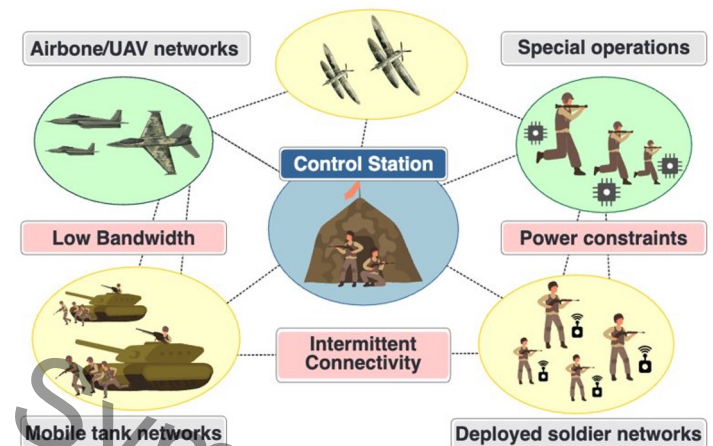 Airbone/UAV networks
Special operations
Control Station
Low Bandwidth
Power constraints
Intermittent
Connectivity
Mobile tank networks
Deployed soldier networks